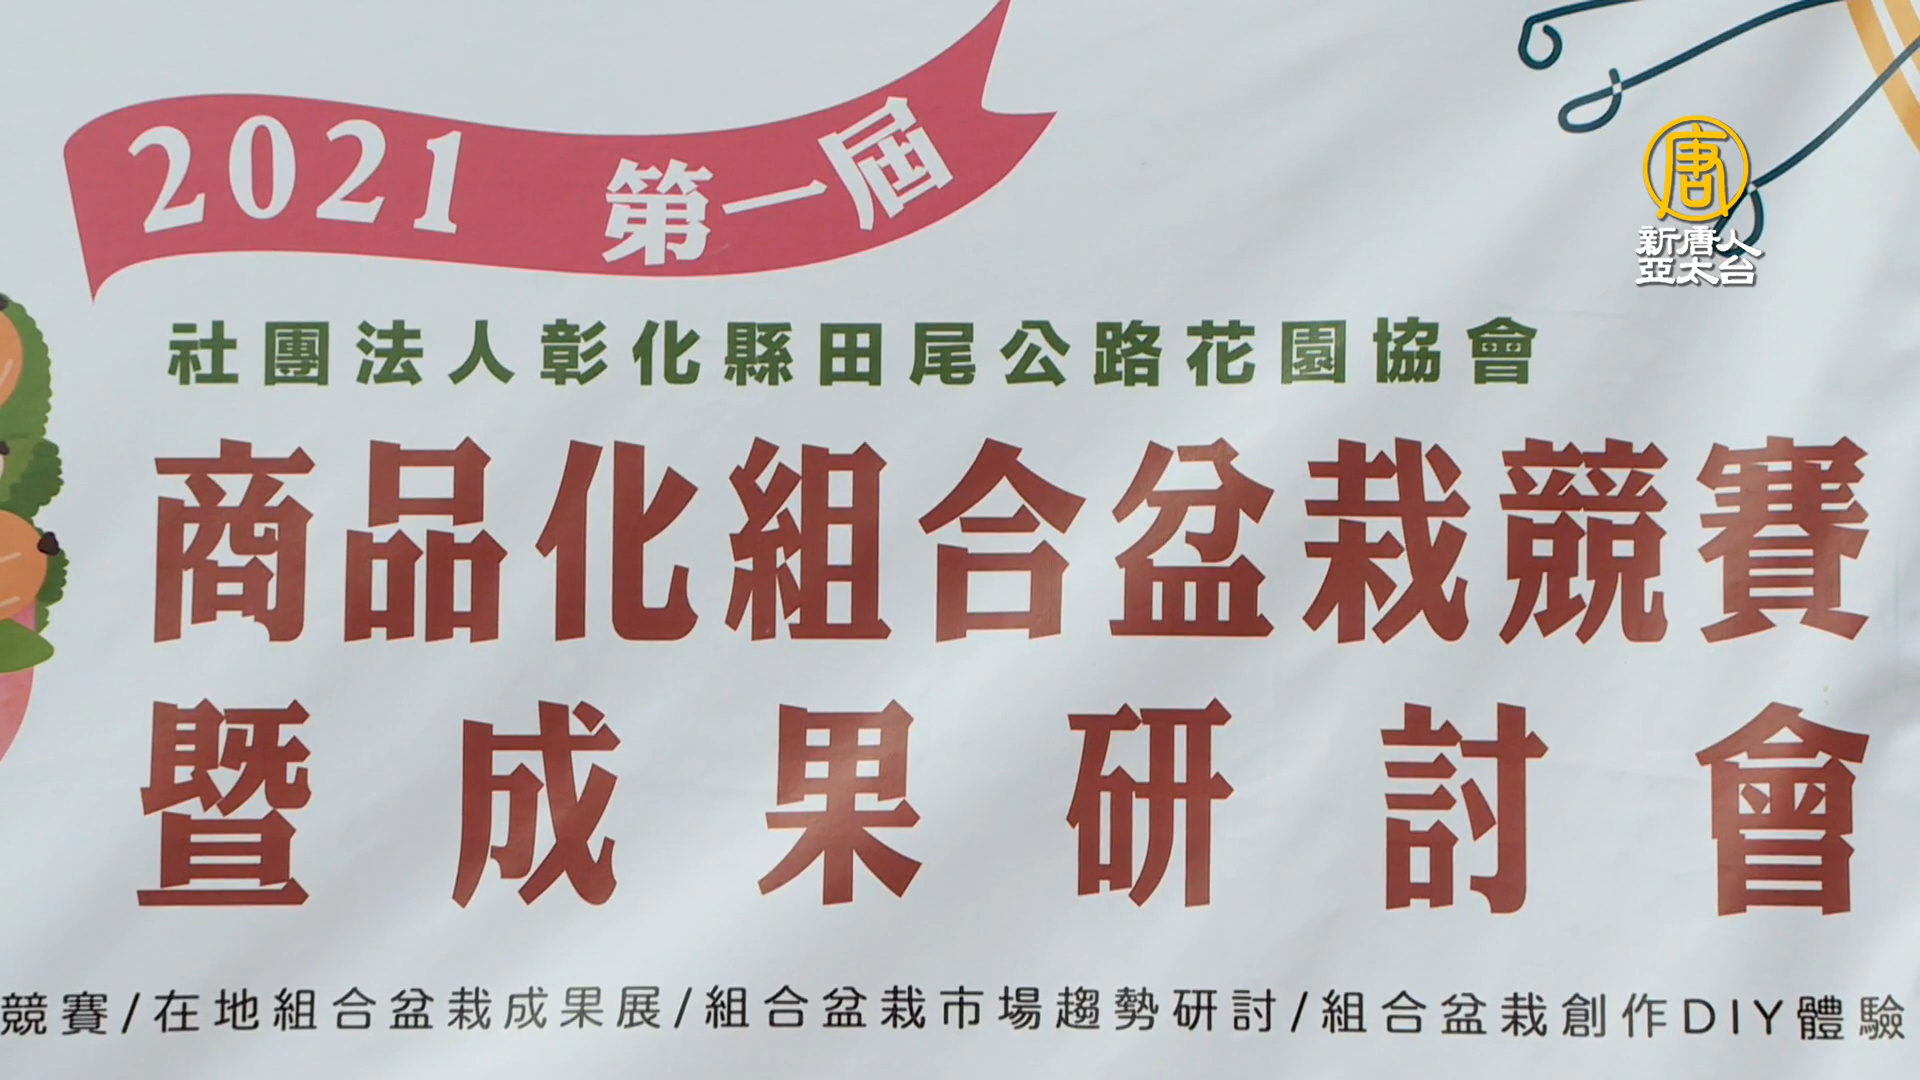 2021 第一屆
唐
新唐人
亞太台
社團法人彰化縣田尾公路花園協會
商品化組合盆栽競賽
暨成果研討會
競賽/在地組合盆栽成果展/組合盆栽市場趨勢研討/組合盆栽創作DIY體驗